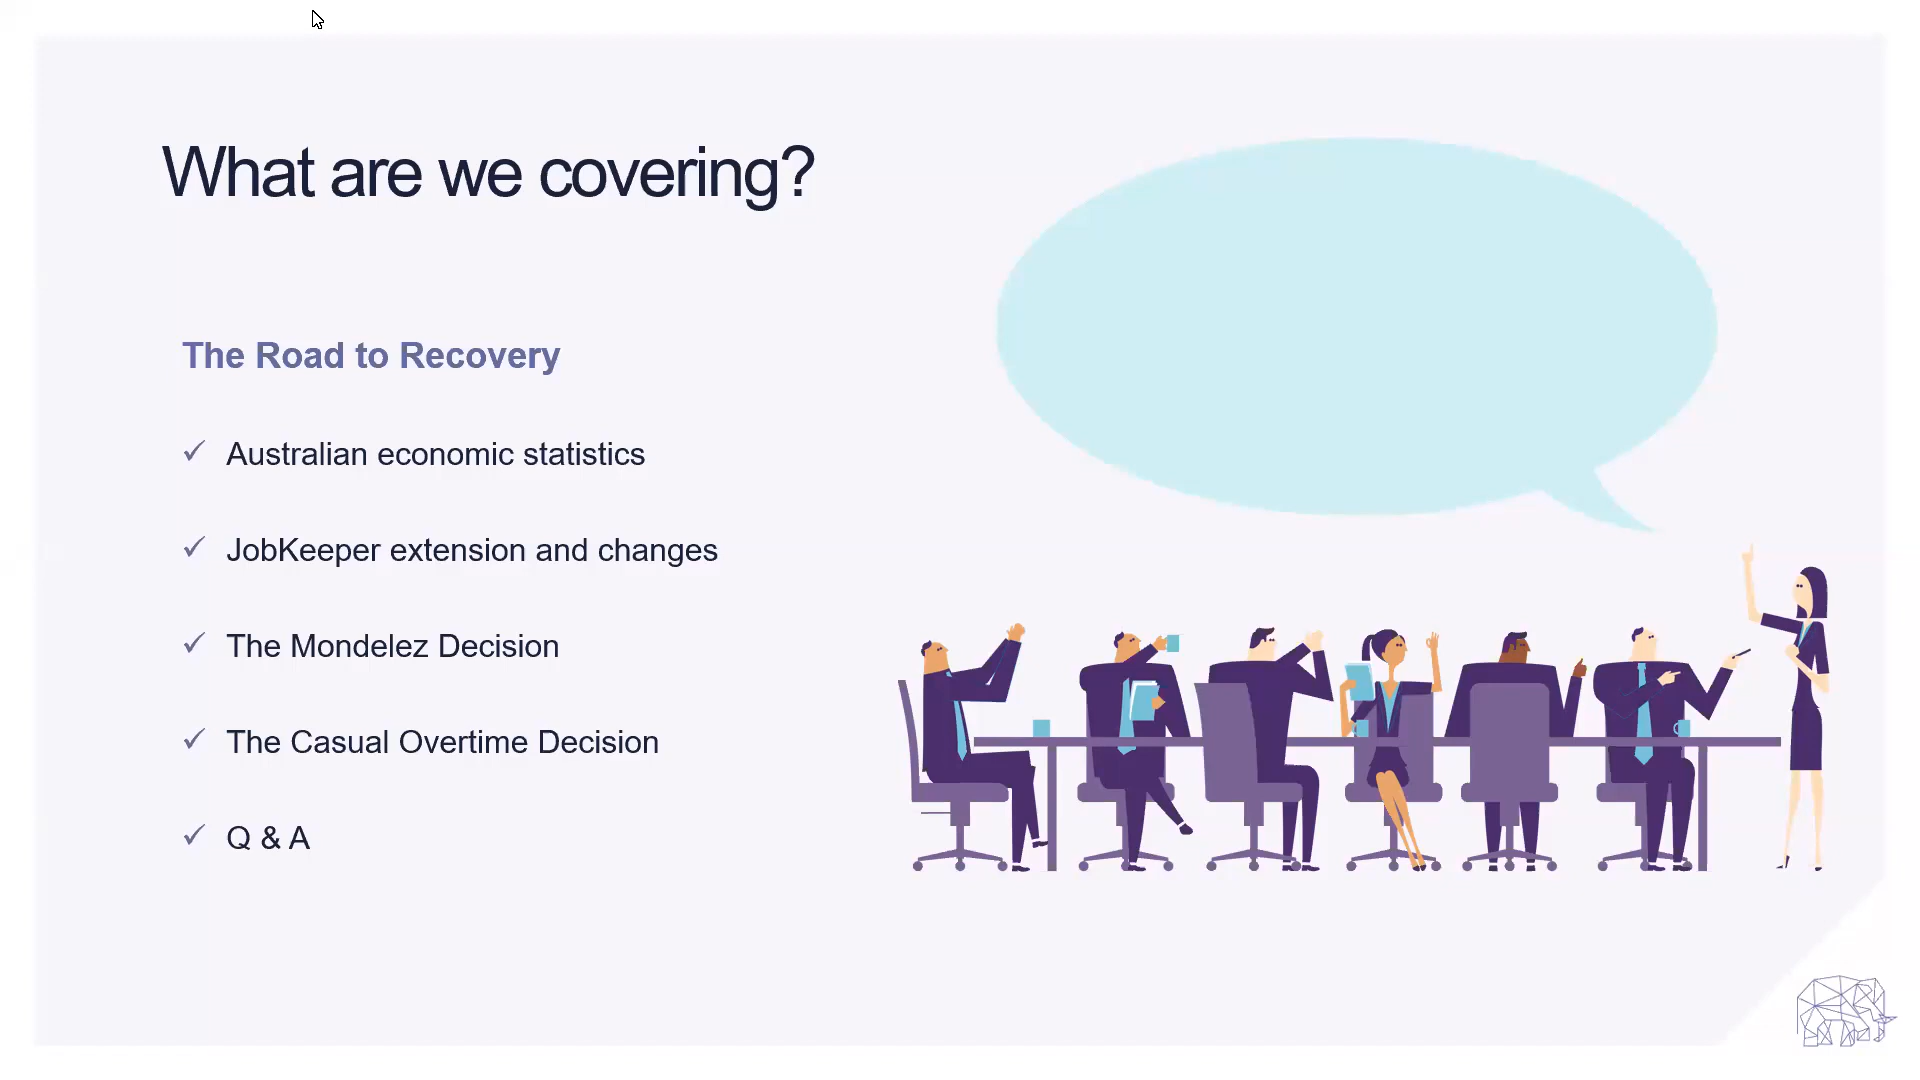 What are we covering?
The Road to Recovery
✓ Australian economic statistics
✓ JobKeeper extension and changes
✓ The Mondelez Decision
✓ The Casual Overtime Decision
✓ Q & A